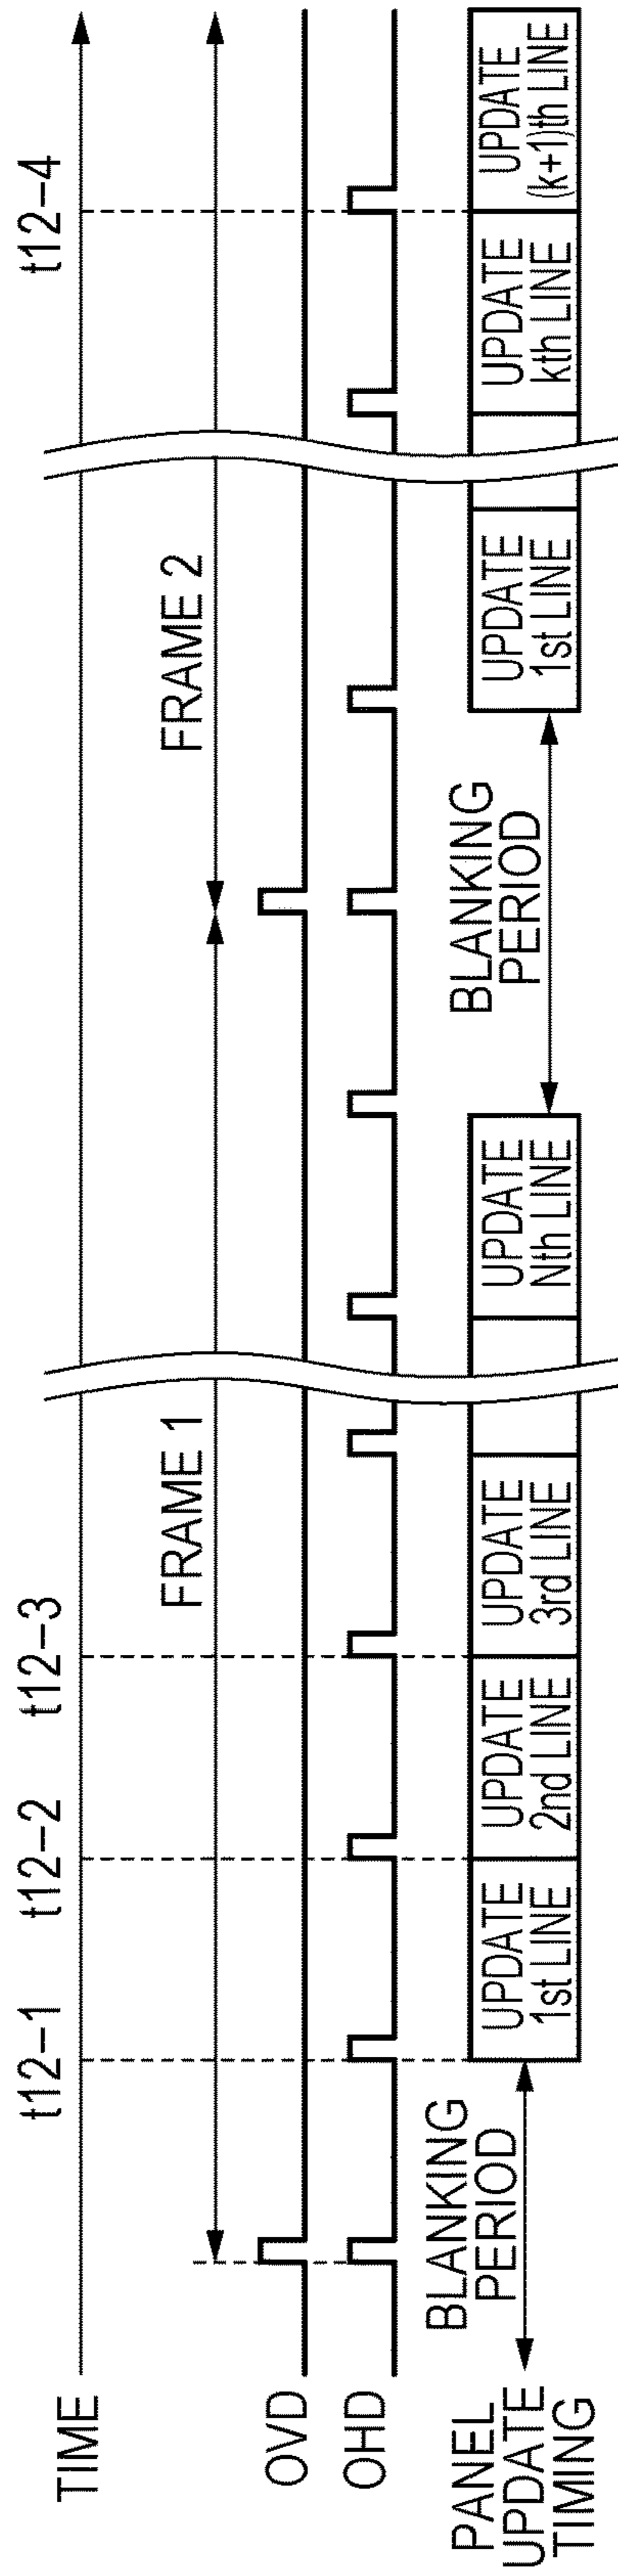 t12-1
t12-2
t12-3
t12-4
TIME
FRAME 1
FRAME 2
OVD
OHD
PANEL
UPDATE
TIMING
BLANKING
PERIOD
UPDATE
1st LINE
UPDATE
2nd LINE
UPDATE
3rd LINE
UPDATE
Nth LINE
BLANKING
PERIOD
UPDATE
1st LINE
UPDATE
kth LINE
UPDATE
(k+1)th LINE